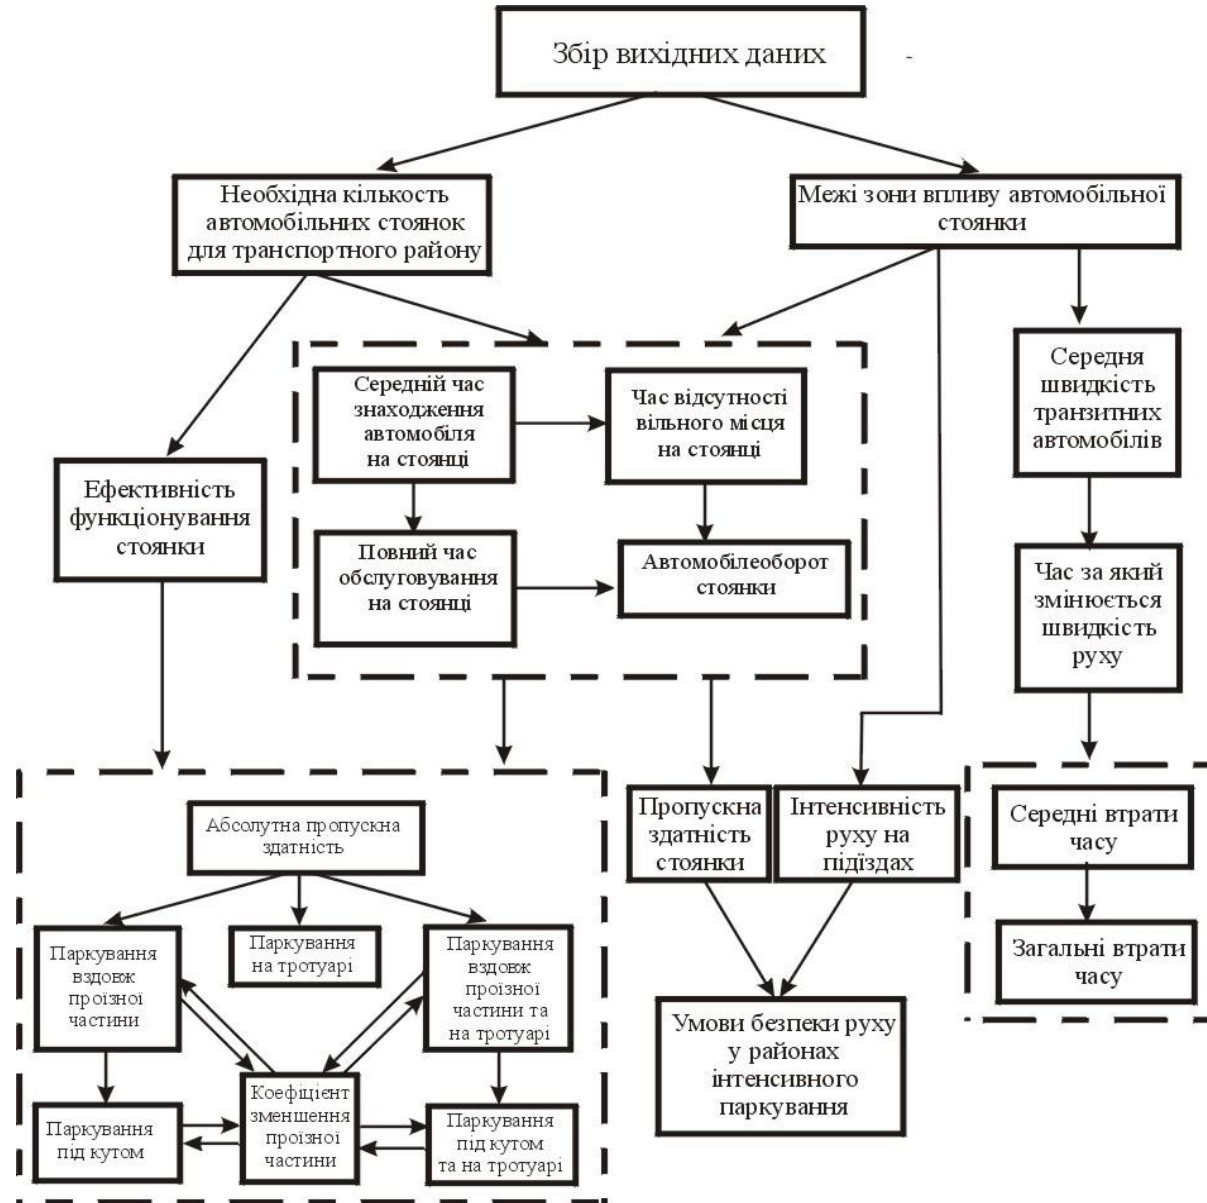 Збір вихідних даних
-
Необхідна кількость
автомобільних стоянок
для транспортного району
Межі зони впливу автомобільної
стоянки
Середній час
знаходження
автомобіля
на стоянці
Час відсутності
вільного місця
на стоянці
Середня
швидкість
транзитних
автомобілів
Ефективність
функціонування
стоянки
Повний час
обслуговування
на стоянці
Автомобілеоборот
стоянки
Час за який
змінюється
швидкість
руху
Абсолутна пропускна
здатність
Пропускна
здатність
стоянки
Інтенсивність
руху на
підїздах
Середні втрати
часу
Паркування
вздовж
проїзної
частини
Паркування
на тротуарі
Паркування
вздовж
проїзної
частини та
на тротуарі
Загальні втрати
часу
Умови безпеки руху
у районах
інтенсивного
паркування
Паркування
під кутом
Коефіцієнт
зменшення
проїзної
частини
Паркування
під кутом
та на тротуарі